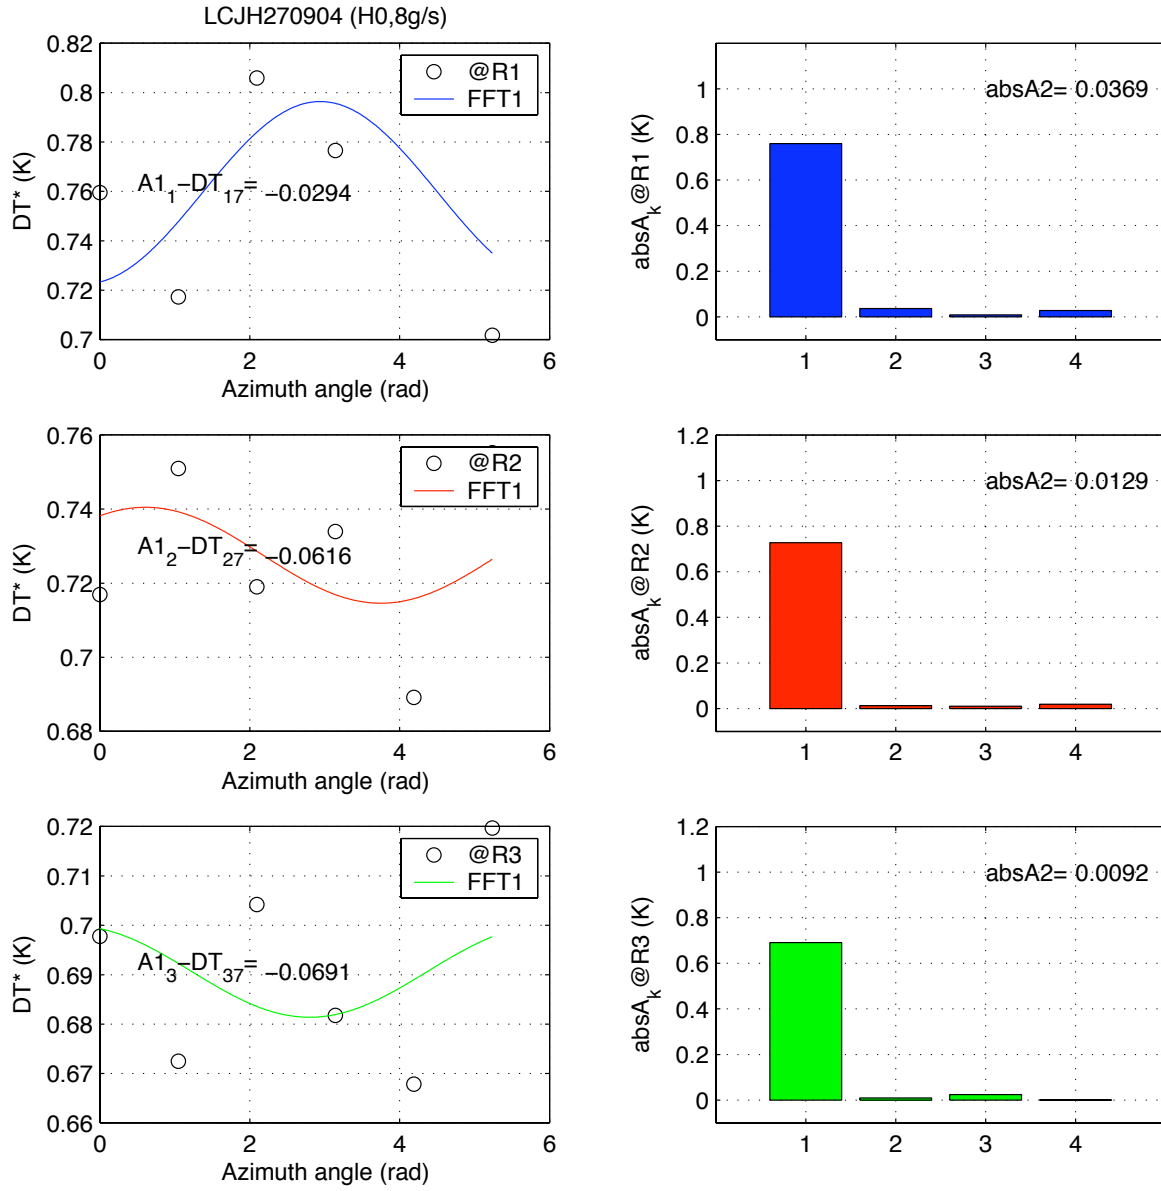 LCJH270904 (H0,8g/s)
0.82
0.8
0.78
0.76
0.74
0.72
0.7
0 2 4 6
DT* (K)
Azimuth angle (rad)
@R1
FFT1
A1₁−DT₁₇= −0.0294
1
0.8
0.6
0.4
0.2
0
1 2 3 4
absAₖ@R1 (K)
absA2= 0.0369
0.76
0.74
0.72
0.7
0.68
0 2 4 6
DT* (K)
Azimuth angle (rad)
@R2
FFT1
A1₂−DT₂₇= −0.0616
1.2
1
0.8
0.6
0.4
0.2
0
1 2 3 4
absAₖ@R2 (K)
absA2= 0.0129
0.72
0.71
0.7
0.69
0.68
0.67
0.66
0 2 4 6
DT* (K)
Azimuth angle (rad)
@R3
FFT1
A1₃−DT₃₇= −0.0691
1.2
1
0.8
0.6
0.4
0.2
0
1 2 3 4
absAₖ@R3 (K)
absA2= 0.0092